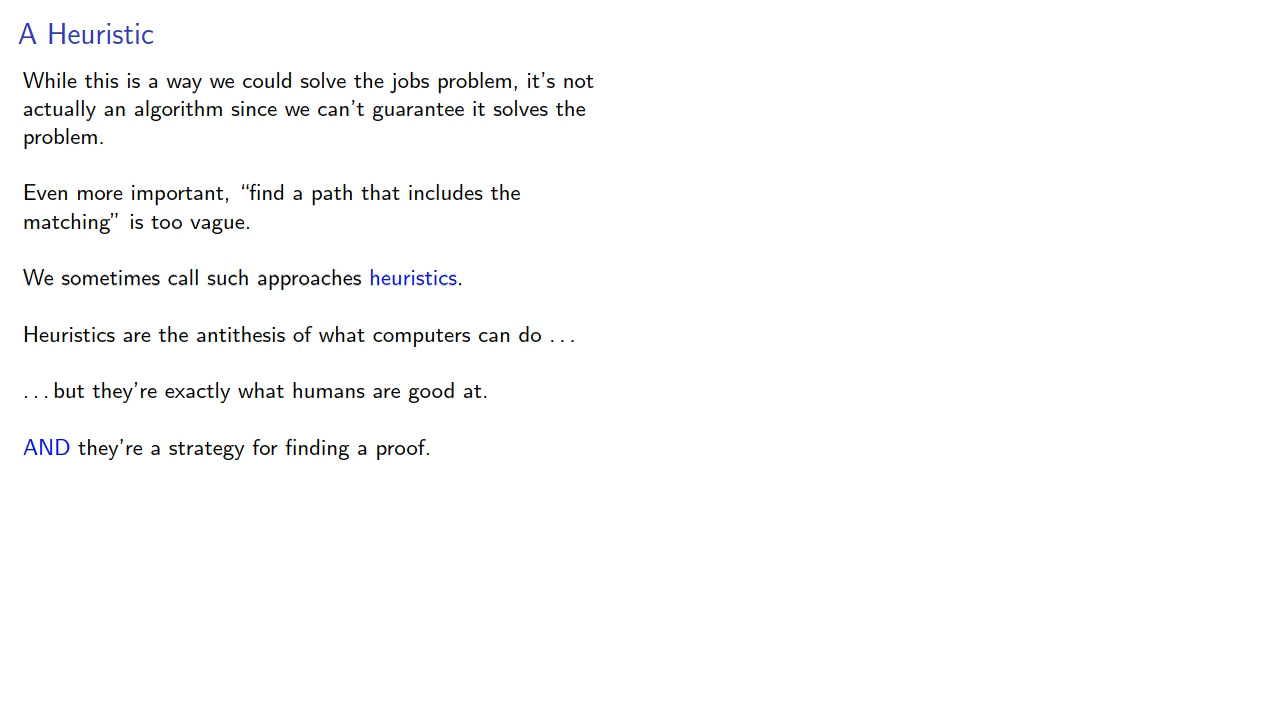 A Heuristic
While this is a way we could solve the jobs problem, it's not
actually an algorithm since we can't guarantee it solves the
problem.
Even more important, “find a path that includes the
matching” is too vague.
We sometimes call such approaches heuristics.
Heuristics are the antithesis of what computers can do . . .
. . . but they're exactly what humans are good at.
AND they're a strategy for finding a proof.